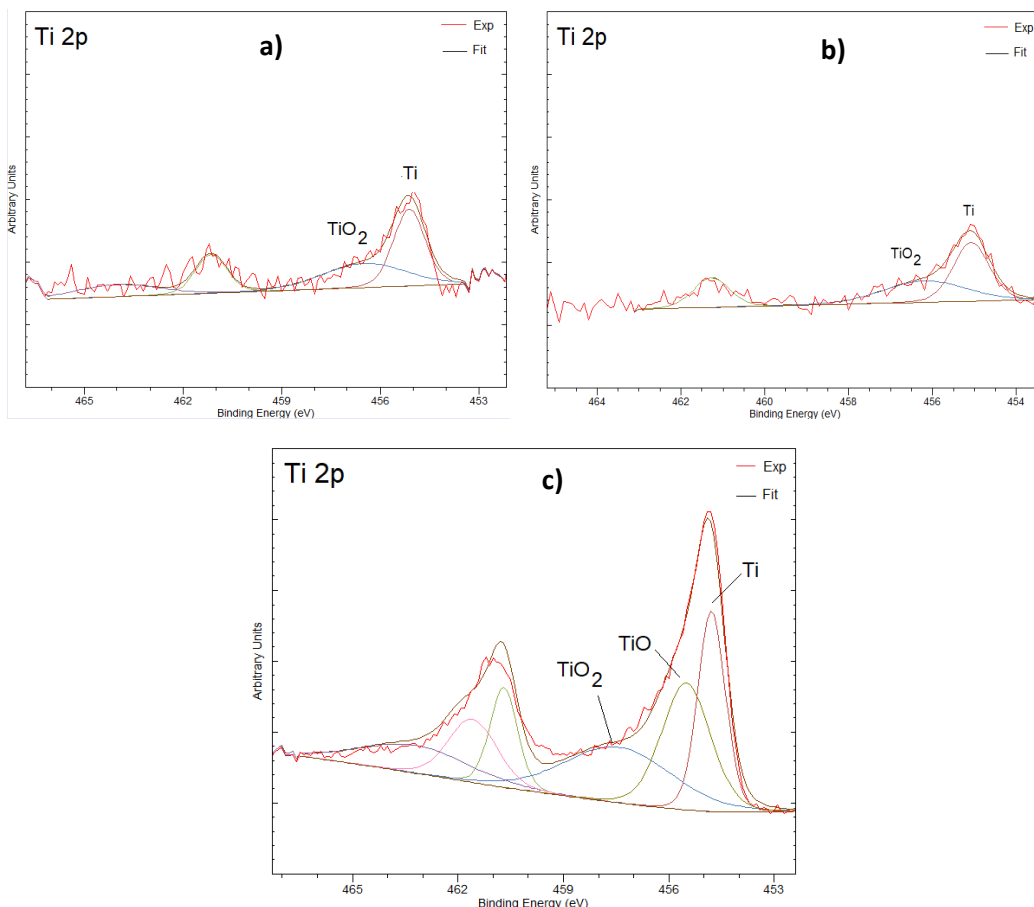 Ti 2p
a)
Exp
Fit
Ti
TiO2
Arbitrary Units
465 462 459 456 453
Binding Energy (eV)
Ti 2p
b)
Exp
Fit
Ti
TiO2
Arbitrary Units
464 462 460 458 456 454
Binding Energy (eV)
Ti 2p
c)
Exp
Fit
Ti
TiO
TiO2
Arbitrary Units
465 462 459 456 453
Binding Energy (eV)